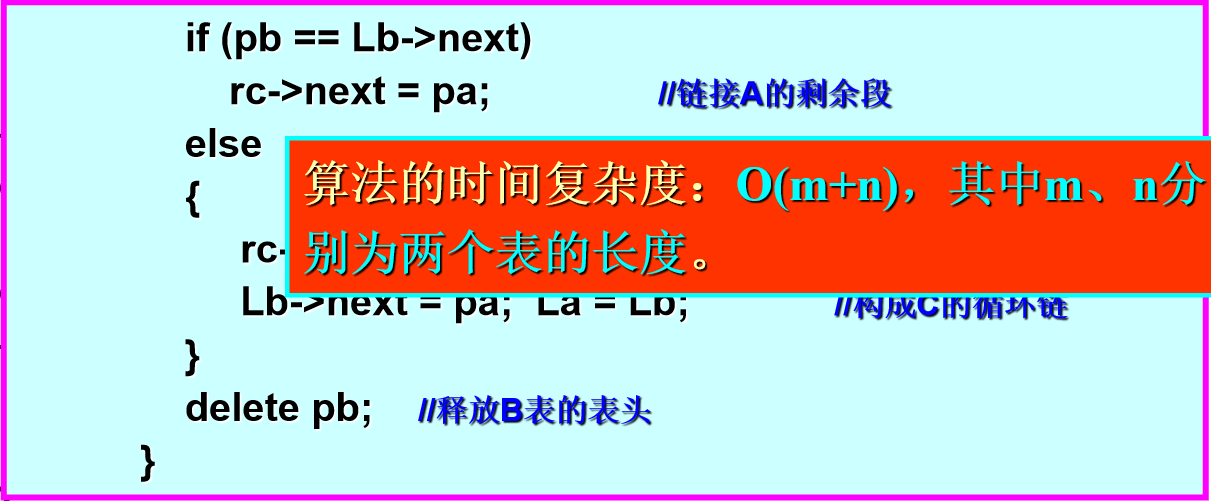 if (pb == Lb->next)
rc->next = pa; //链接A的剩余段
else
{
算法的时间复杂度：O(m+n)，其中m、n分
rc-
别为两个表的长度。
Lb->next = pa; La = Lb; //构成C的循环链
}
delete pb; //释放B表的表头
}